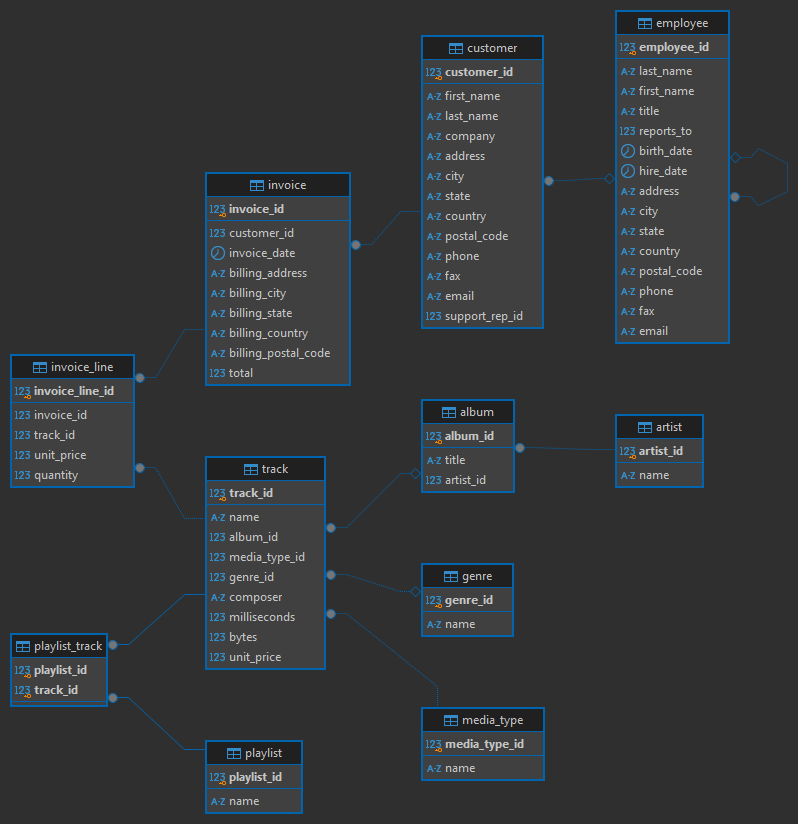 employee
123 employee_id
A-Z last_name
A-Z first_name
A-Z title
123 reports_to
birth_date
hire_date
A-Z address
A-Z city
A-Z state
A-Z country
A-Z postal_code
A-Z phone
A-Z fax
A-Z email
customer
123 customer_id
A-Z first_name
A-Z last_name
A-Z company
A-Z address
A-Z city
A-Z state
A-Z country
A-Z postal_code
A-Z phone
A-Z fax
A-Z email
123 support_rep_id
invoice
123 invoice_id
123 customer_id
invoice_date
A-Z billing_address
A-Z billing_city
A-Z billing_state
A-Z billing_country
A-Z billing_postal_code
123 total
invoice_line
123 invoice_line_id
123 invoice_id
123 track_id
123 unit_price
123 quantity
album
123 album_id
A-Z title
123 artist_id
artist
123 artist_id
A-Z name
track
123 track_id
A-Z name
123 album_id
123 media_type_id
123 genre_id
A-Z composer
123 milliseconds
123 bytes
123 unit_price
genre
123 genre_id
A-Z name
playlist_track
123 playlist_id
123 track_id
media_type
123 media_type_id
A-Z name
playlist
123 playlist_id
A-Z name